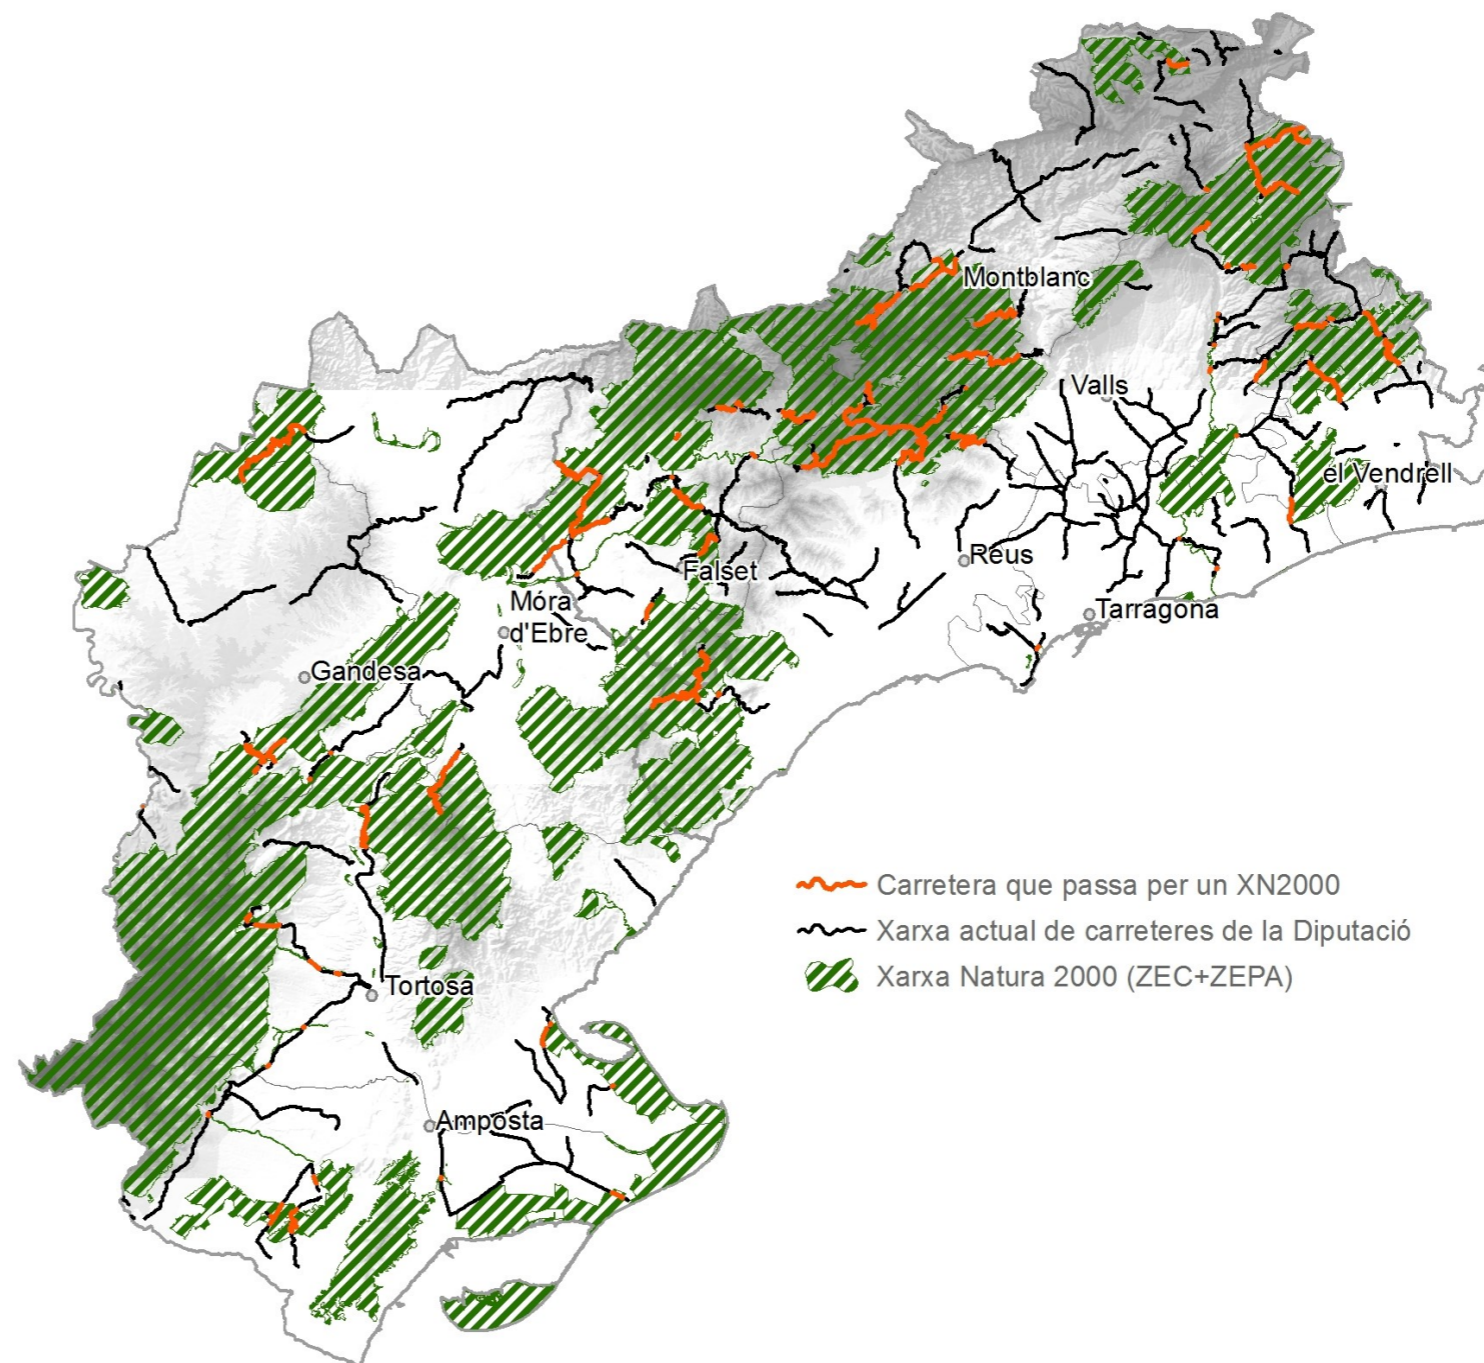 Montblanc
Valls
el Vendrell
Reus
Falset
Móra
d'Ebre
Tarragona
Gandesa
Carretera que passa per un XN2000
Xarxa actual de carreteres de la Diputació
Xarxa Natura 2000 (ZEC+ZEPA)
Tortosa
Amposta